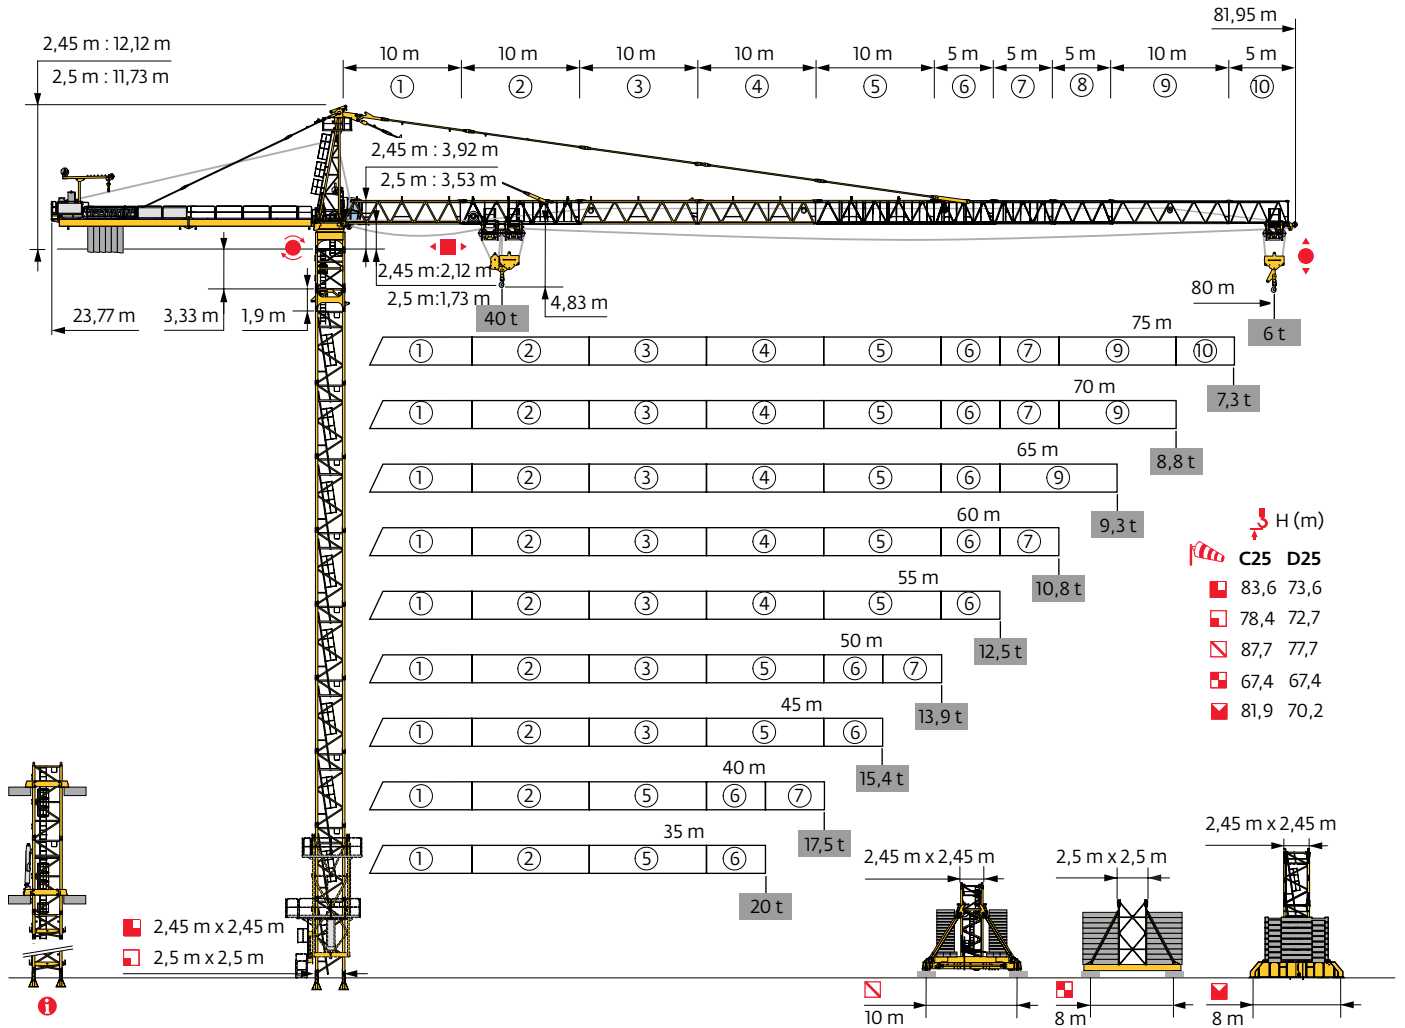 81,95 m
2,45 m : 12,12 m
2,5 m : 11,73 m
10 m 10 m 10 m 10 m 10 m 5 m 5 m 5 m 10 m 5 m
1 2 3 4 5 6 7 8 9 10
2,45 m : 3,92 m
2,5 m : 3,53 m
2,45 m:2,12 m
2,5 m:1,73 m
4,83 m
80 m
23,77 m 3,33 m 1,9 m
40 t
6 t
75 m
1 2 3 4 5 6 7 9 10
7,3 t
70 m
1 2 3 4 5 6 7 9
8,8 t
65 m
1 2 3 4 5 6 9
9,3 t
60 m
1 2 3 4 5 6 7
10,8 t
55 m
1 2 3 4 5 6
12,5 t
50 m
1 2 3 5 6 7
13,9 t
45 m
1 2 3 5 6
15,4 t
40 m
1 2 5 6 7
17,5 t
35 m
1 2 5 6
20 t
H (m)
C25 D25
83,6 73,6
78,4 72,7
87,7 77,7
67,4 67,4
81,9 70,2
2,45 m x 2,45 m
2,5 m x 2,5 m
i
2,45 m x 2,45 m
10 m
2,5 m x 2,5 m
8 m
2,45 m x 2,45 m
8 m